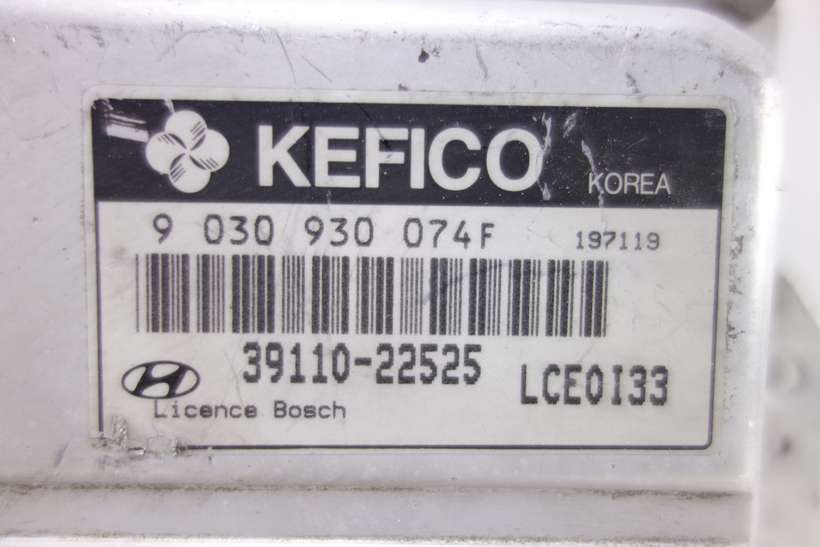 KEFICO KOREA
9 030 930 074F 197119
39110-22525 LCE0I33
Licence Bosch